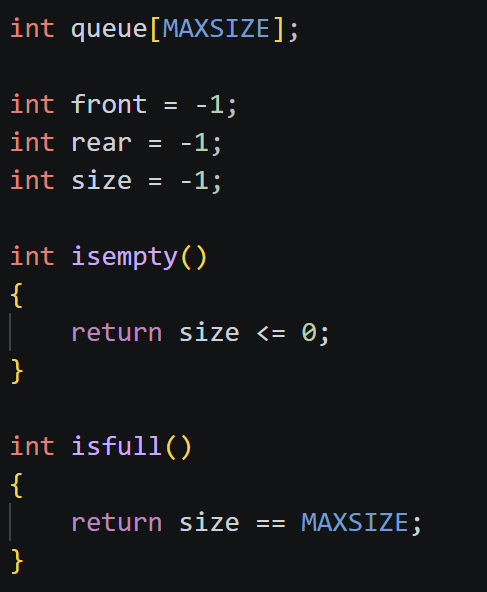 int queue[MAXSIZE];
int front = -1;
int rear = -1;
int size = -1;
int isempty()
{
    return size <= 0;
}
int isfull()
{
    return size == MAXSIZE;
}